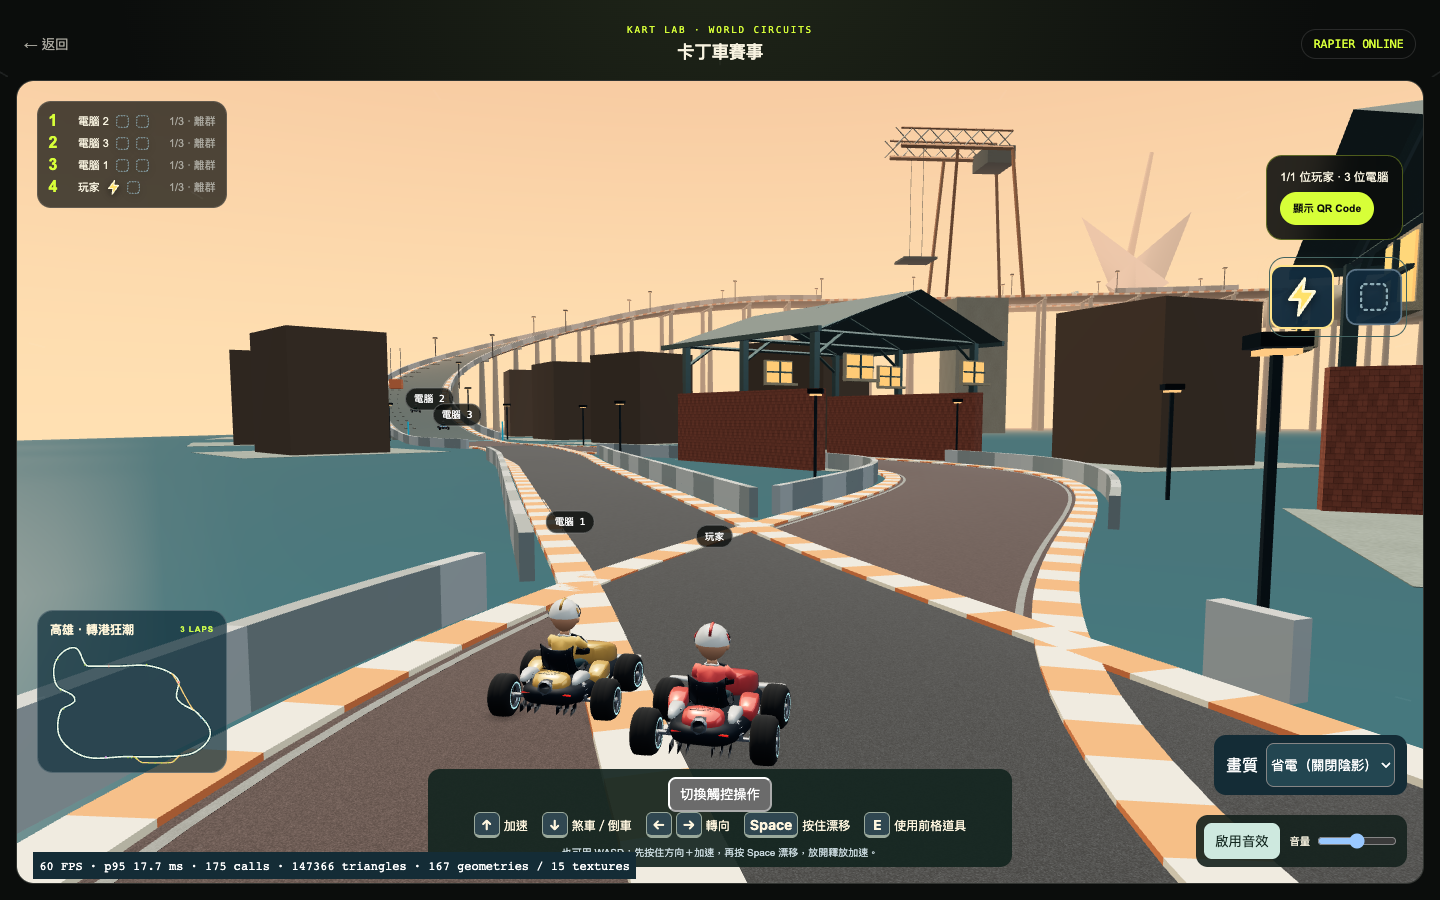 ← 返回
KART LAB · WORLD CIRCUITS
卡丁車賽事
RAPIER ONLINE
1 電腦 2 1/3 · 離群
2 電腦 3 1/3 · 離群
3 電腦 1 1/3 · 離群
4 玩家 1/3 · 離群
1/1 位玩家 · 3 位電腦
顯示 QR Code
電腦 2
電腦 3
電腦 1
玩家
高雄 · 轉港狂潮 3 LAPS
畫質 省電（關閉陰影）
切換觸控操作
↑ 加速 ↓ 煞車 / 倒車 ← → 轉向 Space 按住漂移 E 使用前格道具
也可用 WASD；先按住方向＋加速，再按 Space 漂移，放開釋放加速。
啟用音效 音量
60 FPS · p95 17.7 ms · 175 calls · 147366 triangles · 167 geometries / 15 textures